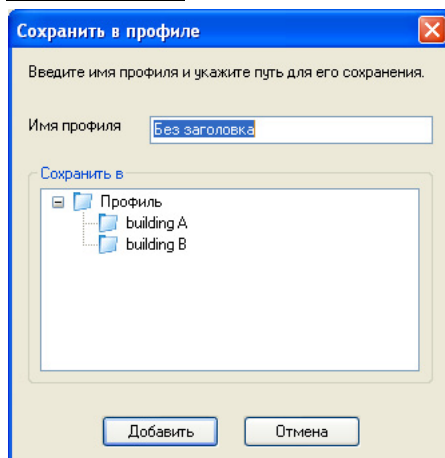 Сохранить в профиле
Введите имя профиля и укажите путь для его сохранения.
Имя профиля
Без заголовка
Сохранить в
Профиль
building A
building B
Добавить
Отмена